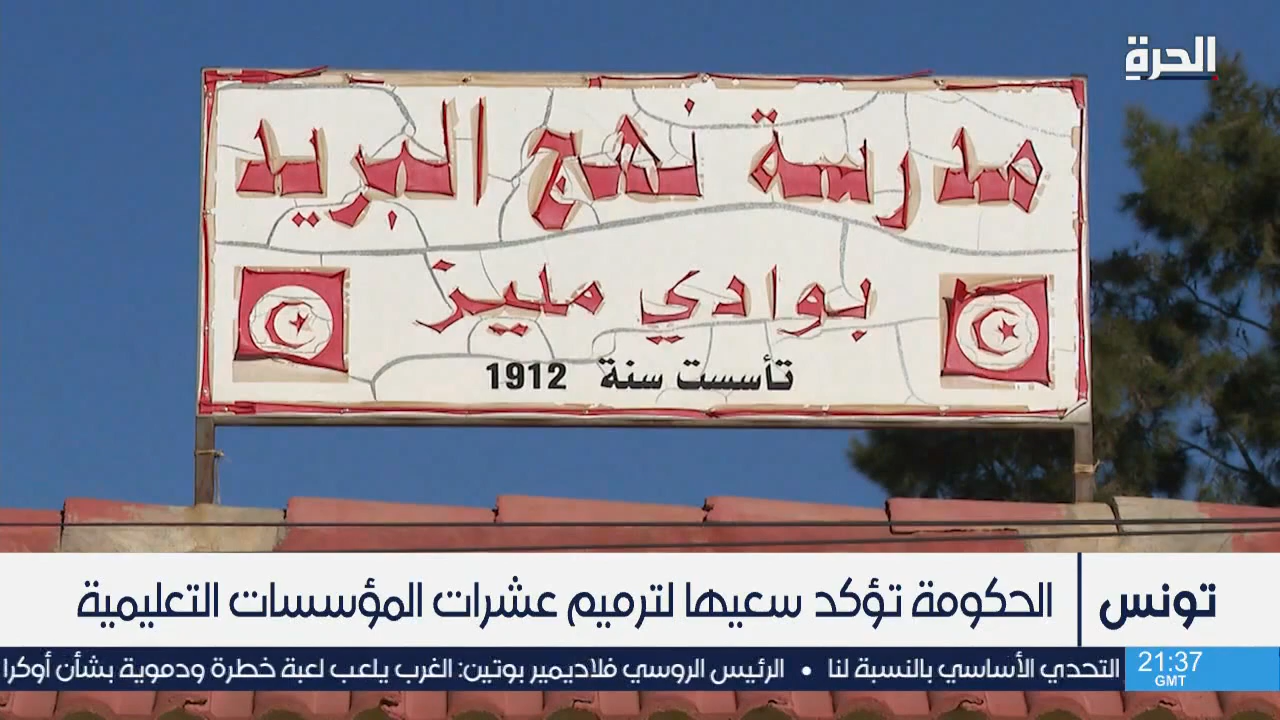 الحرة
مدرسة نهج البريد
بوادي مليز
تأسست سنة 1912
تونس
الحكومة تؤكد سعيها لترميم عشرات المؤسسات التعليمية
التحدي الأساسي بالنسبة لنا • الرئيس الروسي فلاديمير بوتين: الغرب يلعب لعبة خطرة ودموية بشأن أوكرا
21:37
GMT